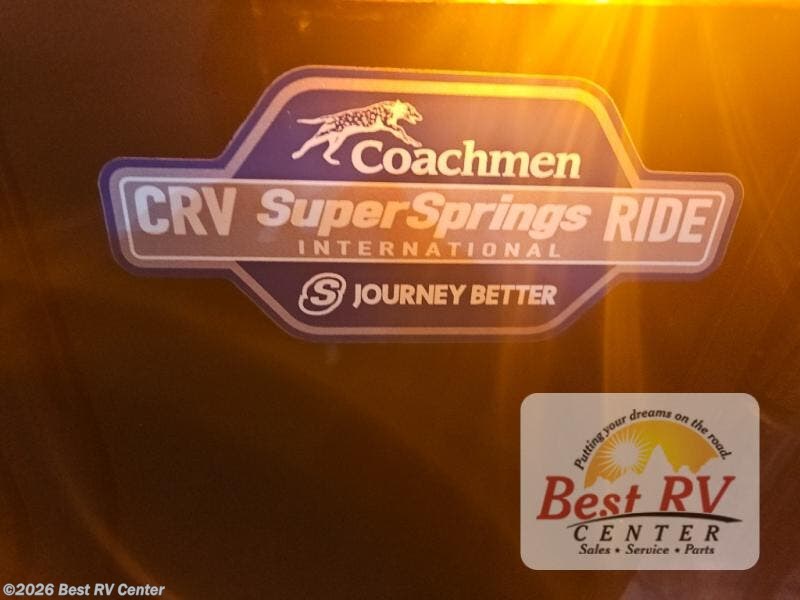 Coachmen
CRV SuperSprings RIDE
INTERNATIONAL
S JOURNEY BETTER
Putting your dreams on the road.
Best RV
CENTER
Sales • Service • Parts
©2026 Best RV Center